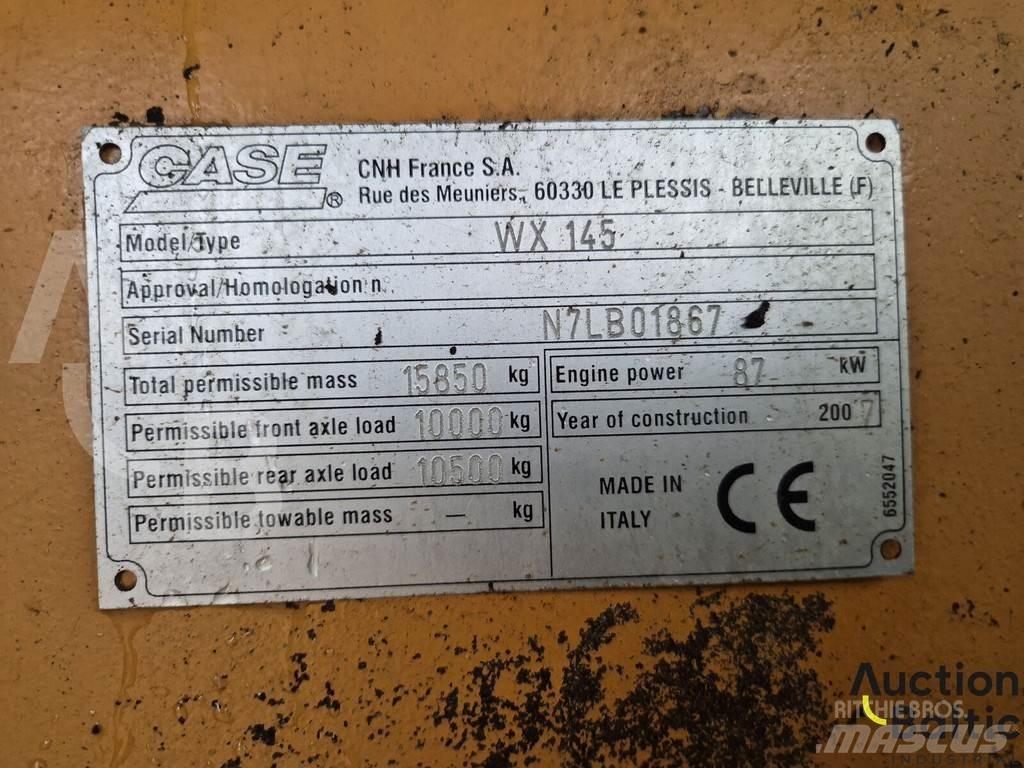 CASE ®
CNH France S.A.
Rue des Meuniers, 60330 LE PLESSIS - BELLEVILLE (F)
Model/Type WX 145
Approval/Homologation n.
Serial Number N7LB01867
Total permissible mass 15850 kg
Permissible front axle load 10000 kg
Permissible rear axle load 10500 kg
Permissible towable mass — kg
Engine power 87 kW
Year of construction 2007
MADE IN
ITALY
CE
6552047
Auction
RITCHIE BROS.
Baltic
MASCUS
INDUSTRIAL